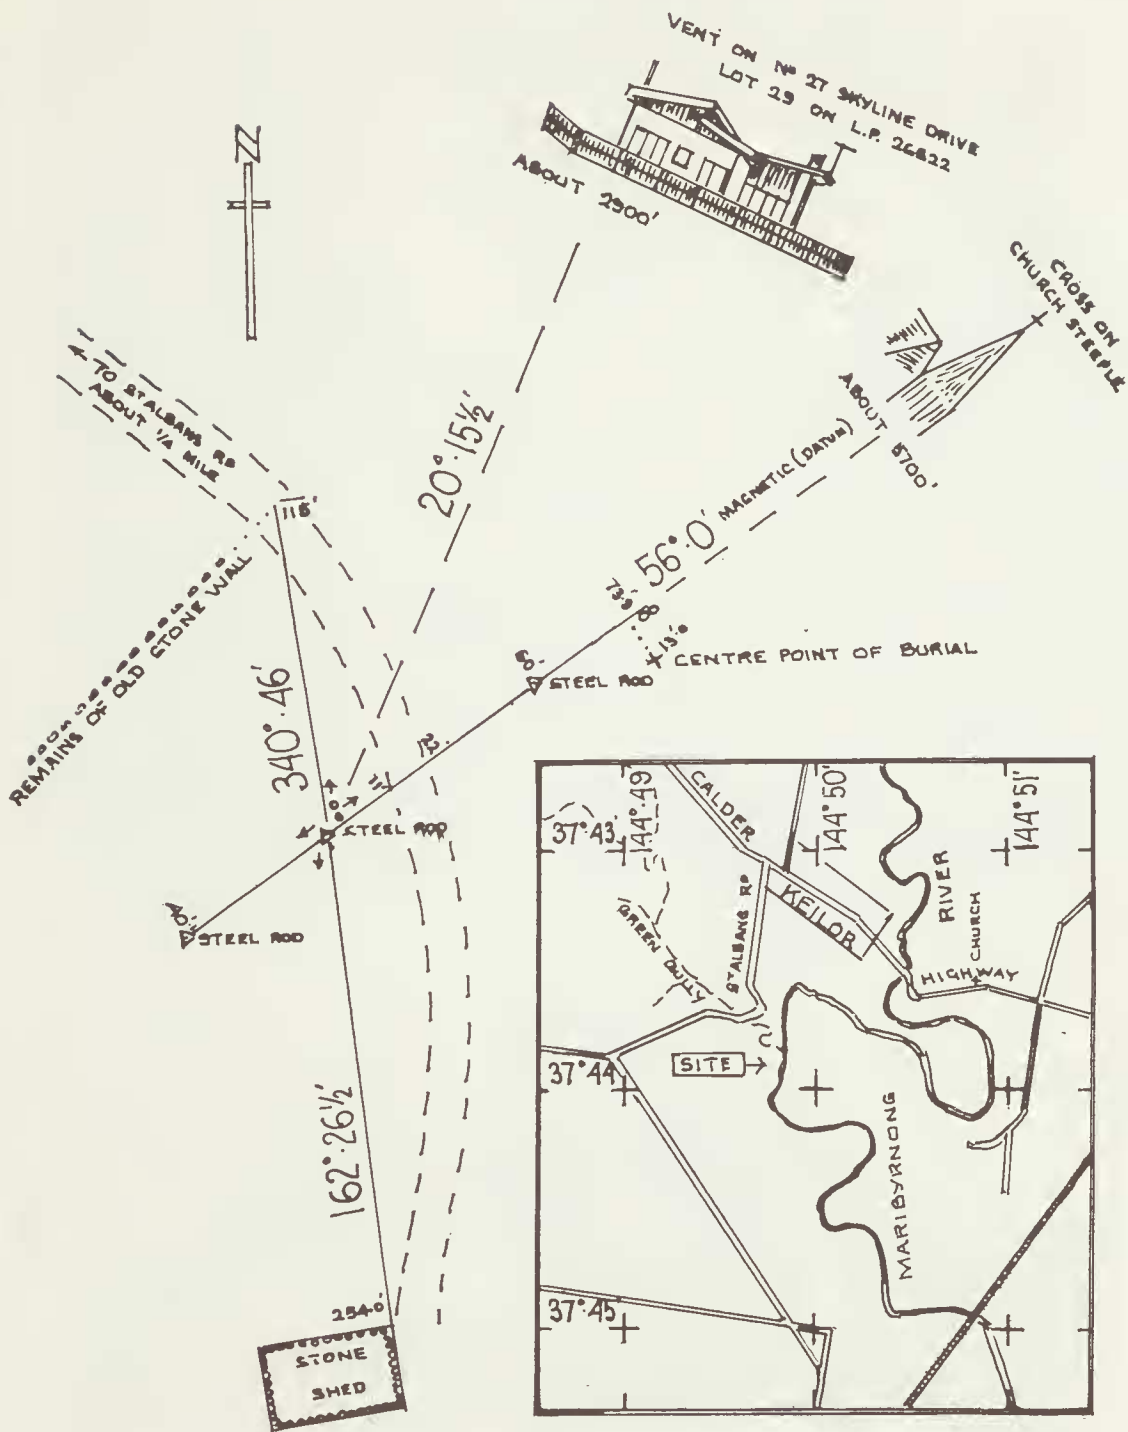 VENT ON No 27 SKYLINE DRIVE
LOT 29 ON L.P. 26822
ABOUT 2900'
N
CROSS ON
CHURCH STEEPLE
ABOUT 5700'
TO ST ALBANS RD
ABOUT 1/4 MILE
20°.15½'
MAGNETIC (DATUM)
56°.0'
115'
73.9
13'.0
CENTRE POINT OF BURIAL
REMAINS OF OLD STONE WALL
340°.46'
STEEL ROD
STEEL ROD
STEEL ROD
162°.26½'
254.0'
STONE
SHED
37°.43'
144°.49'
144°.50'
144°.51'
CALDER
KEILOR
ST ALBANS RD
GREEN GULLY
RIVER
CHURCH
HIGHWAY
SITE
37°.44'
MARIBYRNONG
37°.45'